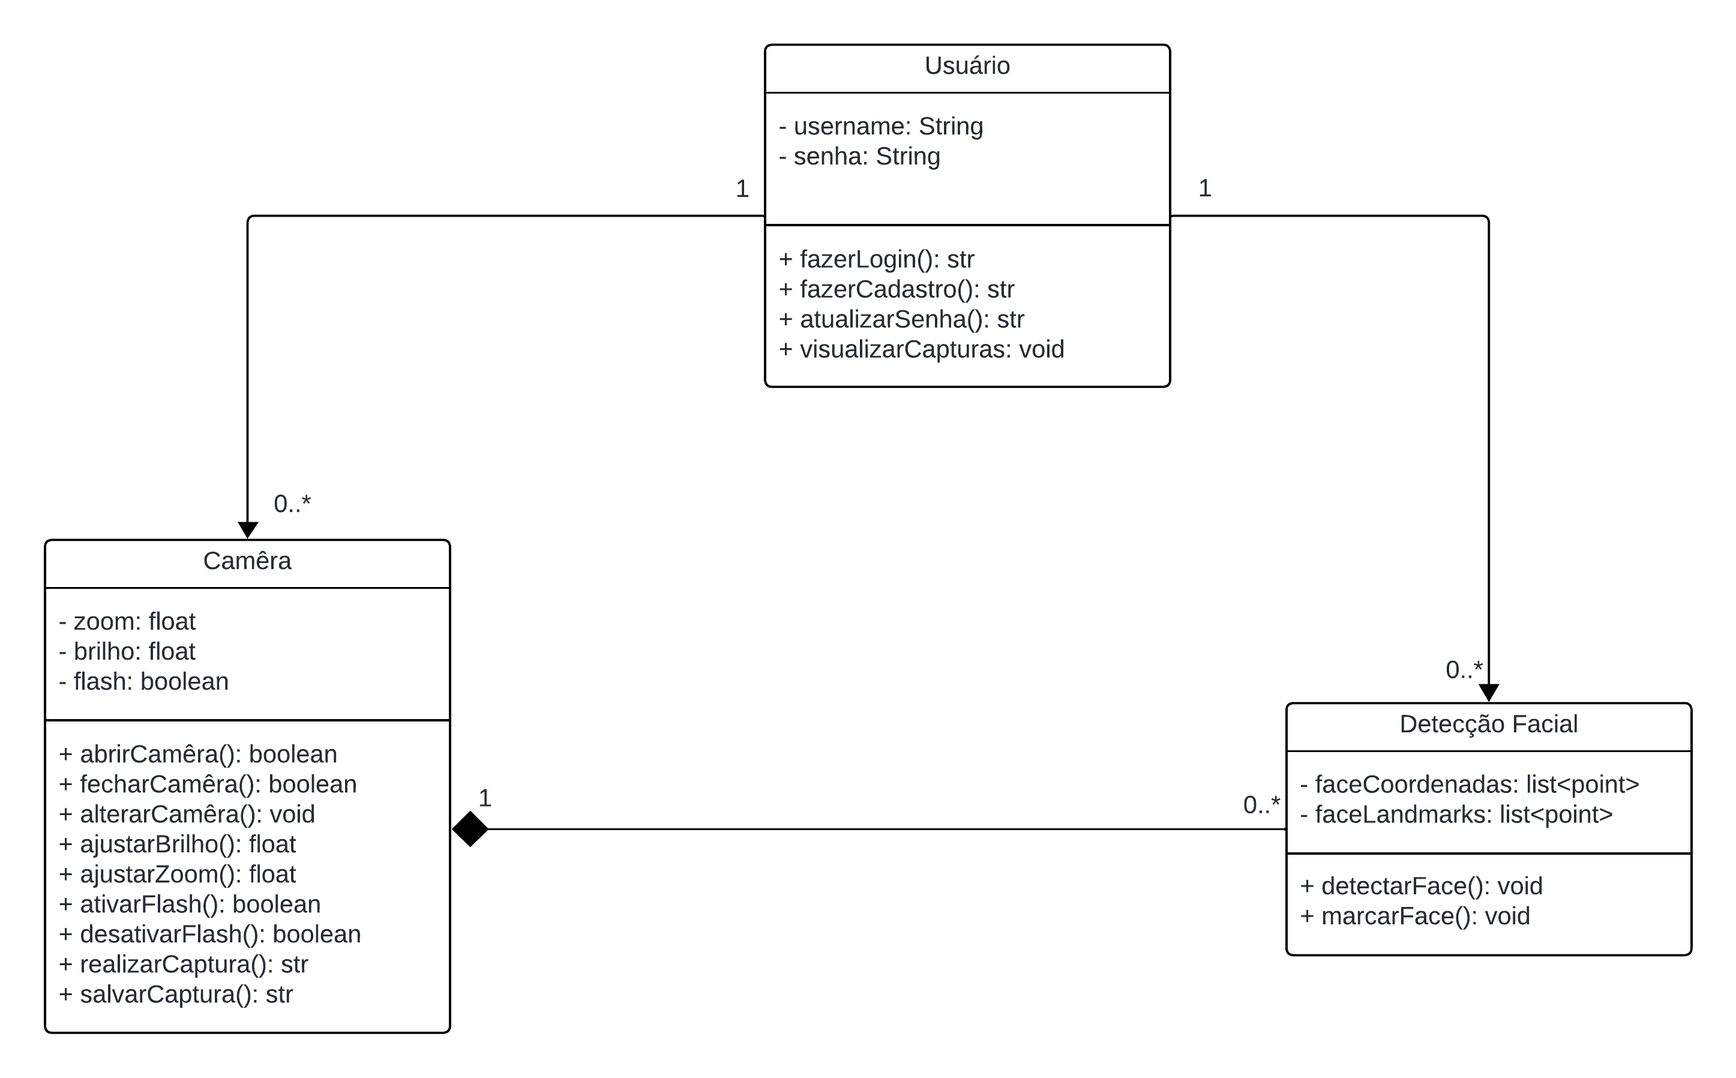 Usuário
- username: String
- senha: String
1
1
+ fazerLogin(): str
+ fazerCadastro(): str
+ atualizarSenha(): str
+ visualizarCapturas: void
0..*
Camêra
- zoom: float
- brilho: float
- flash: boolean
+ abrirCamêra(): boolean
+ fecharCamêra(): boolean
+ alterarCamêra(): void
+ ajustarBrilho(): float
+ ajustarZoom(): float
+ ativarFlash(): boolean
+ desativarFlash(): boolean
+ realizarCaptura(): str
+ salvarCaptura(): str
1
0..*
0..*
Detecção Facial
- faceCoordenadas: list<point>
- faceLandmarks: list<point>
+ detectarFace(): void
+ marcarFace(): void